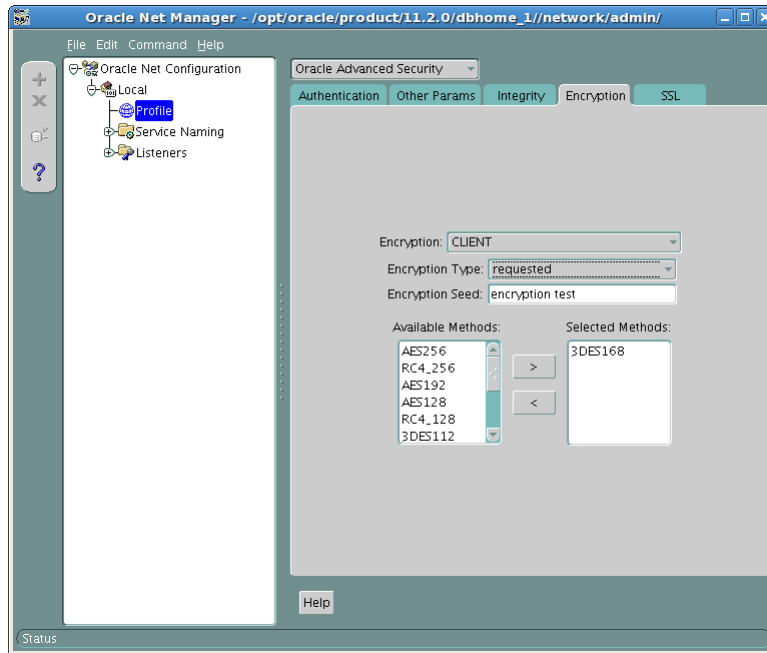 Oracle Net Manager - /opt/oracle/product/11.2.0/dbhome_1//network/admin/
File Edit Command Help
Oracle Net Configuration
Local
Profile
Service Naming
Listeners
Oracle Advanced Security
Authentication Other Params Integrity Encryption SSL
Encryption: CLIENT
Encryption Type: requested
Encryption Seed: encryption test
Available Methods: Selected Methods:
AES256
RC4_256
AES192
AES128
RC4_128
3DES112
>
<
3DES168
Help
Status